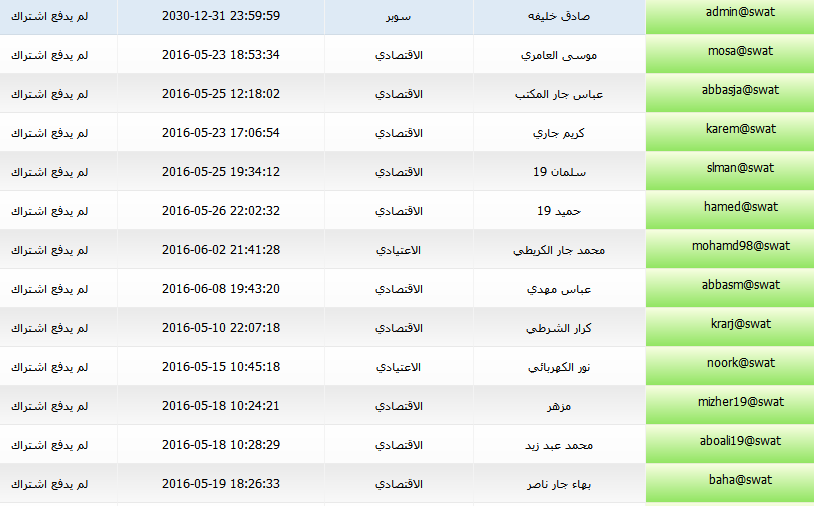 admin@swat صادق خليفه سوبر 2030-12-31 23:59:59 لم يدفع اشتراك
mosa@swat موسى العامري الاقتصادي 2016-05-23 18:53:34 لم يدفع اشتراك
abbasja@swat عباس جار المكتب الاقتصادي 2016-05-25 12:18:02 لم يدفع اشتراك
karem@swat كريم جاري الاقتصادي 2016-05-23 17:06:54 لم يدفع اشتراك
slman@swat سلمان 19 الاقتصادي 2016-05-25 19:34:12 لم يدفع اشتراك
hamed@swat حميد 19 الاقتصادي 2016-05-26 22:02:32 لم يدفع اشتراك
mohamd98@swat محمد جار الكريطي الاعتيادي 2016-06-02 21:41:28 لم يدفع اشتراك
abbasm@swat عباس مهدي الاقتصادي 2016-06-08 19:43:20 لم يدفع اشتراك
krarj@swat كرار الشرطي الاقتصادي 2016-05-10 22:07:18 لم يدفع اشتراك
noork@swat نور الكهربائي الاعتيادي 2016-05-15 10:45:18 لم يدفع اشتراك
mizher19@swat مزهر الاقتصادي 2016-05-18 10:24:21 لم يدفع اشتراك
aboali19@swat محمد عبد زيد الاقتصادي 2016-05-18 10:28:29 لم يدفع اشتراك
baha@swat بهاء جار ناصر الاقتصادي 2016-05-19 18:26:33 لم يدفع اشتراك